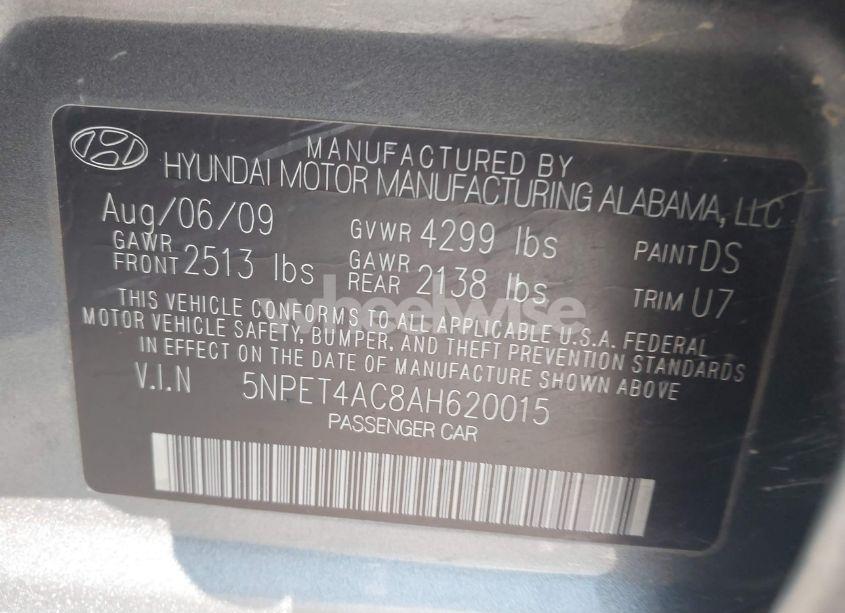 MANUFACTURED BY
HYUNDAI MOTOR MANUFACTURING ALABAMA, LLC
Aug/06/09 GVWR 4299 lbs PAINT DS
GAWR FRONT 2513 lbs GAWR REAR 2138 lbs TRIM U7
THIS VEHICLE CONFORMS TO ALL APPLICABLE U.S.A. FEDERAL
MOTOR VEHICLE SAFETY, BUMPER, AND THEFT PREVENTION STANDARDS
IN EFFECT ON THE DATE OF MANUFACTURE SHOWN ABOVE.
V.I.N 5NPET4AC8AH620015
PASSENGER CAR
wheelwise